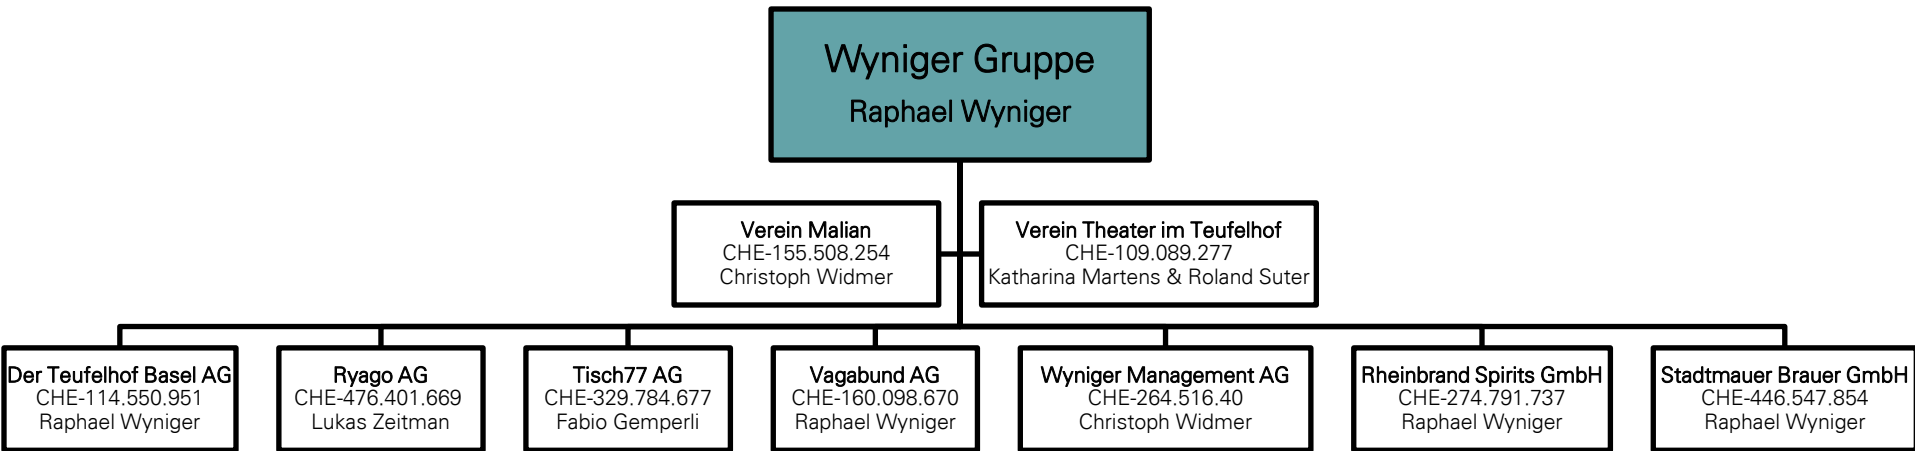 Wyniger Gruppe
Raphael Wyniger
Verein Malian
CHE-155.508.254
Christoph Widmer
Verein Theater im Teufelhof
CHE-109.089.277
Katharina Martens & Roland Suter
Der Teufelhof Basel AG
CHE-114.550.951
Raphael Wyniger
Ryago AG
CHE-476.401.669
Lukas Zeitman
Tisch77 AG
CHE-329.784.677
Fabio Gemperli
Vagabund AG
CHE-160.098.670
Raphael Wyniger
Wyniger Management AG
CHE-264.516.40
Christoph Widmer
Rheinbrand Spirits GmbH
CHE-274.791.737
Raphael Wyniger
Stadtmauer Brauer GmbH
CHE-446.547.854
Raphael Wyniger